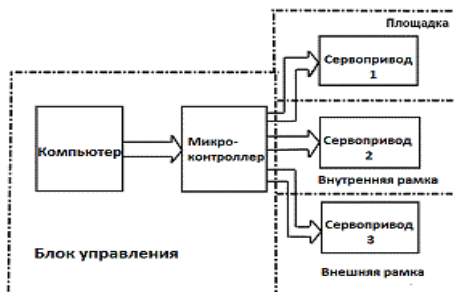 Площадка
Сервопривод
1
Компьютер
Микро-
контроллер
Сервопривод
2
Внутренняя рамка
Сервопривод
3
Блок управления
Внешняя рамка